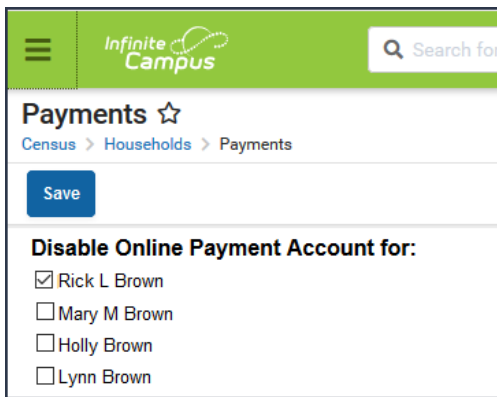 Infinite
Campus
Search for
Payments
Census > Households > Payments
Save
Disable Online Payment Account for:
Rick L Brown
Mary M Brown
Holly Brown
Lynn Brown